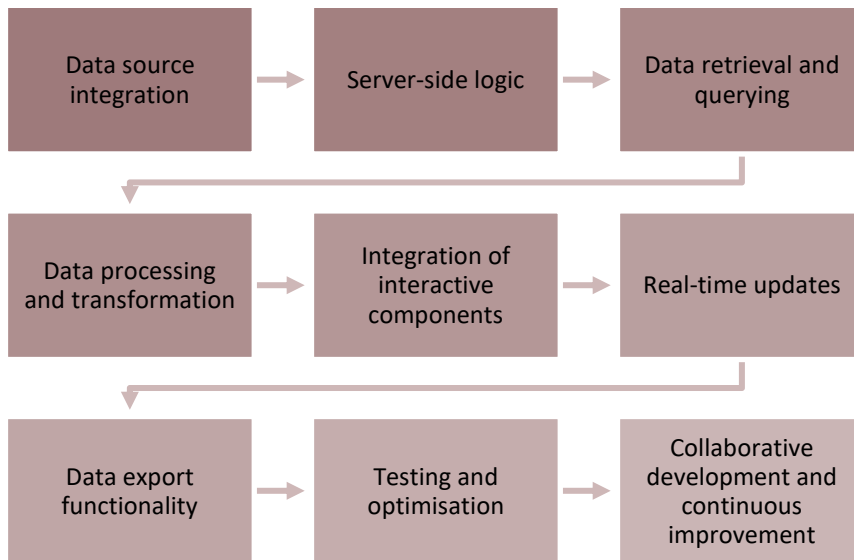 Data source
integration
Server-side logic
Data retrieval and
querying
Data processing
and transformation
Integration of
interactive
components
Real-time updates
Data export
functionality
Testing and
optimisation
Collaborative
development and
continuous
improvement